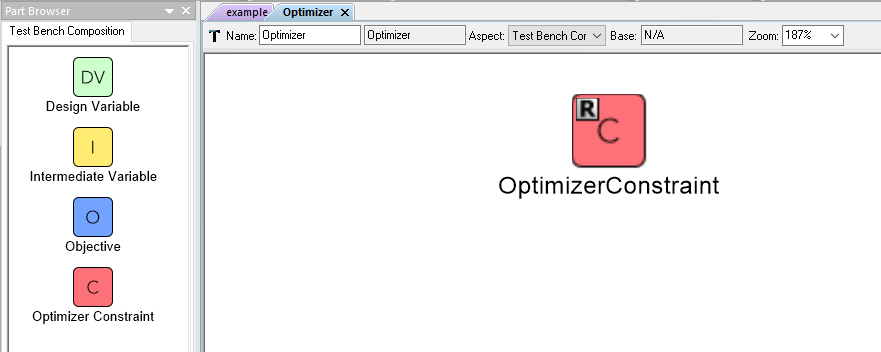 Part Browser
Test Bench Composition
DV
Design Variable
I
Intermediate Variable
O
Objective
C
Optimizer Constraint
example Optimizer
T Name: Optimizer Optimizer Aspect: Test Bench Cor Base: N/A Zoom: 187%
R
C
OptimizerConstraint